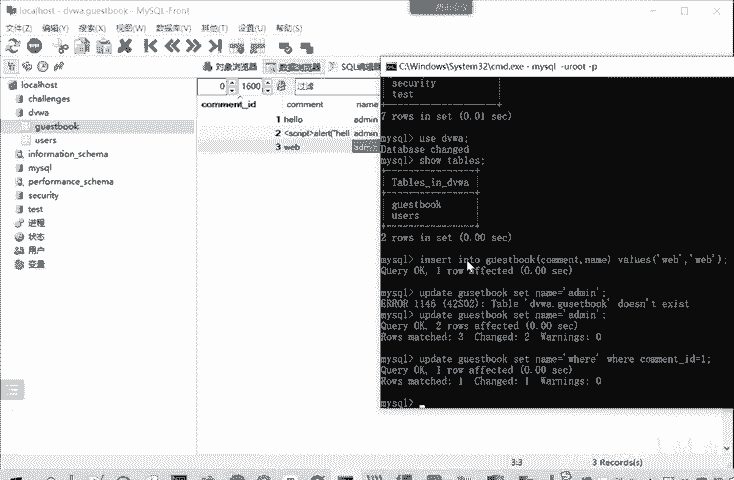 localhost - dvwa.guestbook - MySQL-Front
文件(Z) 编辑(Y) 搜索(X) 视图(W) 数据库(V) 其他(T) 设置(U) 帮助(S)
对象浏览器 数据浏览器 SQL编辑器
localhost
challenges
dvwa
guestbook
users
information_schema
mysql
performance_schema
security
test
进程
状态
用户
变量
0 1600 过滤
comment_id comment name
1 hello admin
2 <script>alert("hell admin
3 web admin
C:\Windows\System32\cmd.exe - mysql -uroot -p
security
test
7 rows in set (0.01 sec)
mysql> use dvwa;
Database changed
mysql> show tables;
Tables_in_dvwa
guestbook
users
2 rows in set (0.00 sec)
mysql> insert into guestbook(comment,name) values('web','web');
Query OK, 1 row affected (0.00 sec)
mysql> update gusetbook set name='admin';
ERROR 1146 (42S02): Table 'dvwa.gusetbook' doesn't exist
mysql> update guestbook set name='admin';
Query OK, 2 rows affected (0.00 sec)
Rows matched: 3 Changed: 2 Warnings: 0
mysql> update guestbook set name='where' where comment_id=1;
Query OK, 1 row affected (0.00 sec)
Rows matched: 1 Changed: 1 Warnings: 0
mysql>
3:3 3 Records(s)